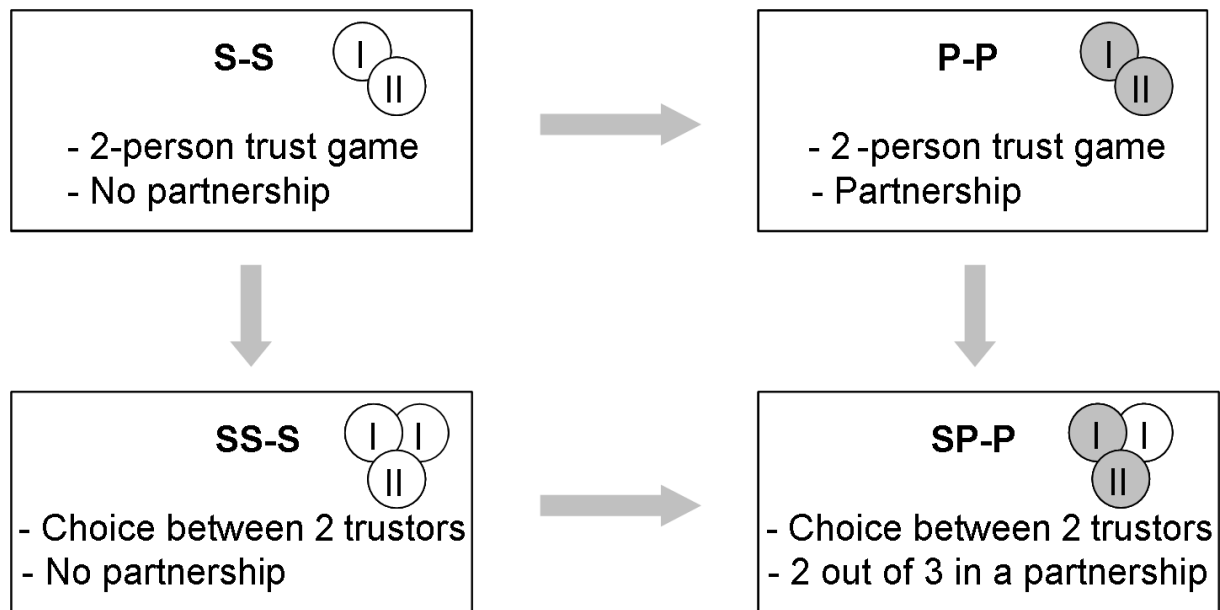 S-S
I
II
- 2-person trust game
- No partnership
P-P
I
II
- 2-person trust game
- Partnership
SS-S
I I
II
- Choice between 2 trustors
- No partnership
SP-P
I I
II
- Choice between 2 trustors
- 2 out of 3 in a partnership